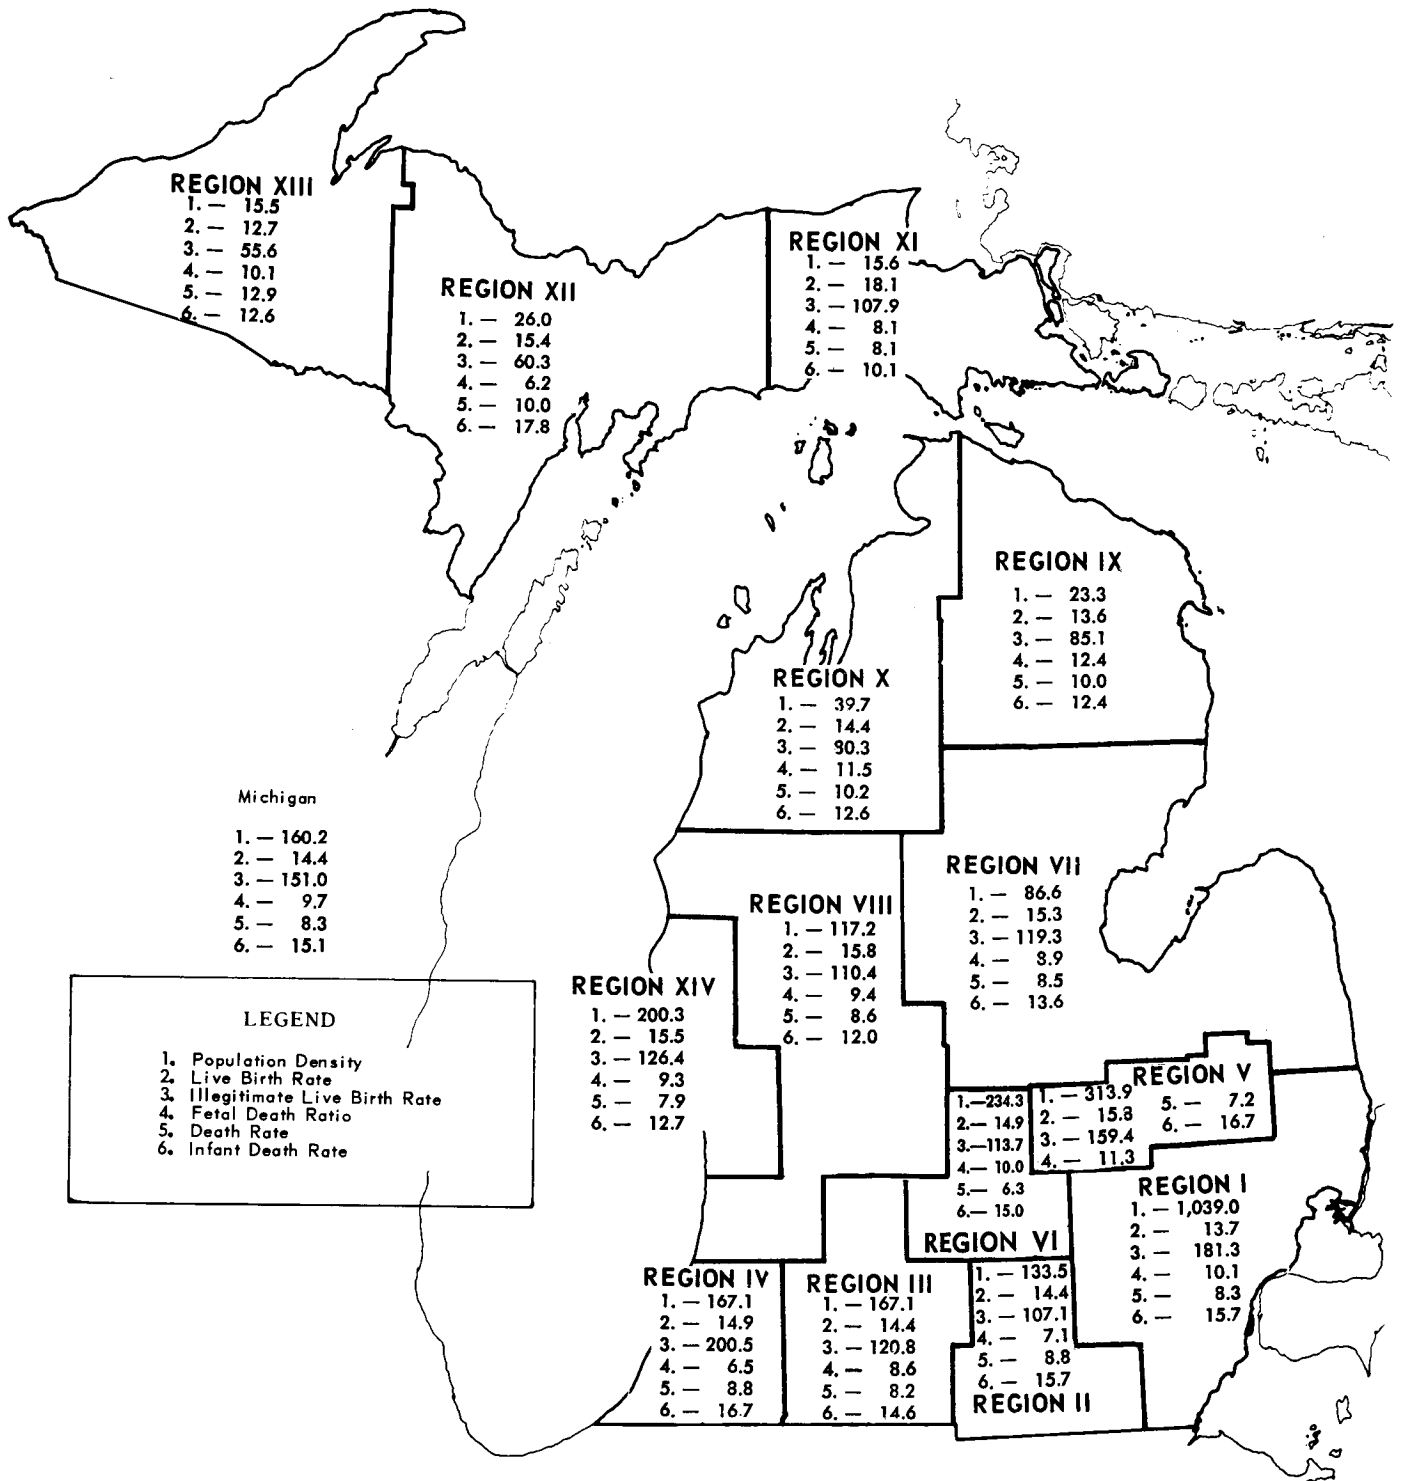 REGION XIII
1. — 15.5
2. — 12.7
3. — 55.6
4. — 10.1
5. — 12.9
6. — 12.6
REGION XII
1. — 26.0
2. — 15.4
3. — 60.3
4. — 6.2
5. — 10.0
6. — 17.8
REGION XI
1. — 15.6
2. — 18.1
3. — 107.9
4. — 8.1
5. — 8.1
6. — 10.1
REGION IX
1. — 23.3
2. — 13.6
3. — 85.1
4. — 12.4
5. — 10.0
6. — 12.4
REGION X
1. — 39.7
2. — 14.4
3. —
4. — 11.5
5. — 10.2
6. — 12.6
Michigan
1. — 160.2
2. — 14.4
3. — 151.0
4. — 9.7
5. — 8.3
6. — 15.1
REGION VII
1. — 86.6
2. — 15.3
3. — 119.3
4. — 8.9
5. — 8.5
6. — 13.6
REGION VIII
1. — 117.2
2. — 15.8
3. — 110.4
4. — 9.4
5. — 8.6
6. — 12.0
REGION XIV
1. — 200.3
2. — 15.5
3. — 126.4
4. — 9.3
5. — 7.9
6. — 12.7
LEGEND
1. Population Density
2. Live Birth Rate
3. Illegitimate Live Birth Rate
4. Fetal Death Ratio
5. Death Rate
6. Infant Death Rate
REGION V
1. — 313.9
2. — 15.8
3. — 159.4
4. — 11.3
5. — 7.2
6. — 16.7
1.—234.3
2.— 14.9
3.—113.7
4.— 10.0
5.— 6.3
6.— 15.0
REGION VI
REGION I
1. — 1,039.0
2. — 13.7
3. — 181.3
4. — 10.1
5. — 8.3
6. — 15.7
REGION IV
1. — 167.1
2. — 14.9
3. — 200.5
4. — 6.5
5. — 8.8
6. — 16.7
REGION III
1. — 167.1
2. — 14.4
3. — 120.8
4. — 8.6
5. — 8.2
6. — 14.6
1. — 133.5
2. — 14.4
3. — 107.1
4. — 7.1
5. — 8.8
6. — 15.7
REGION II